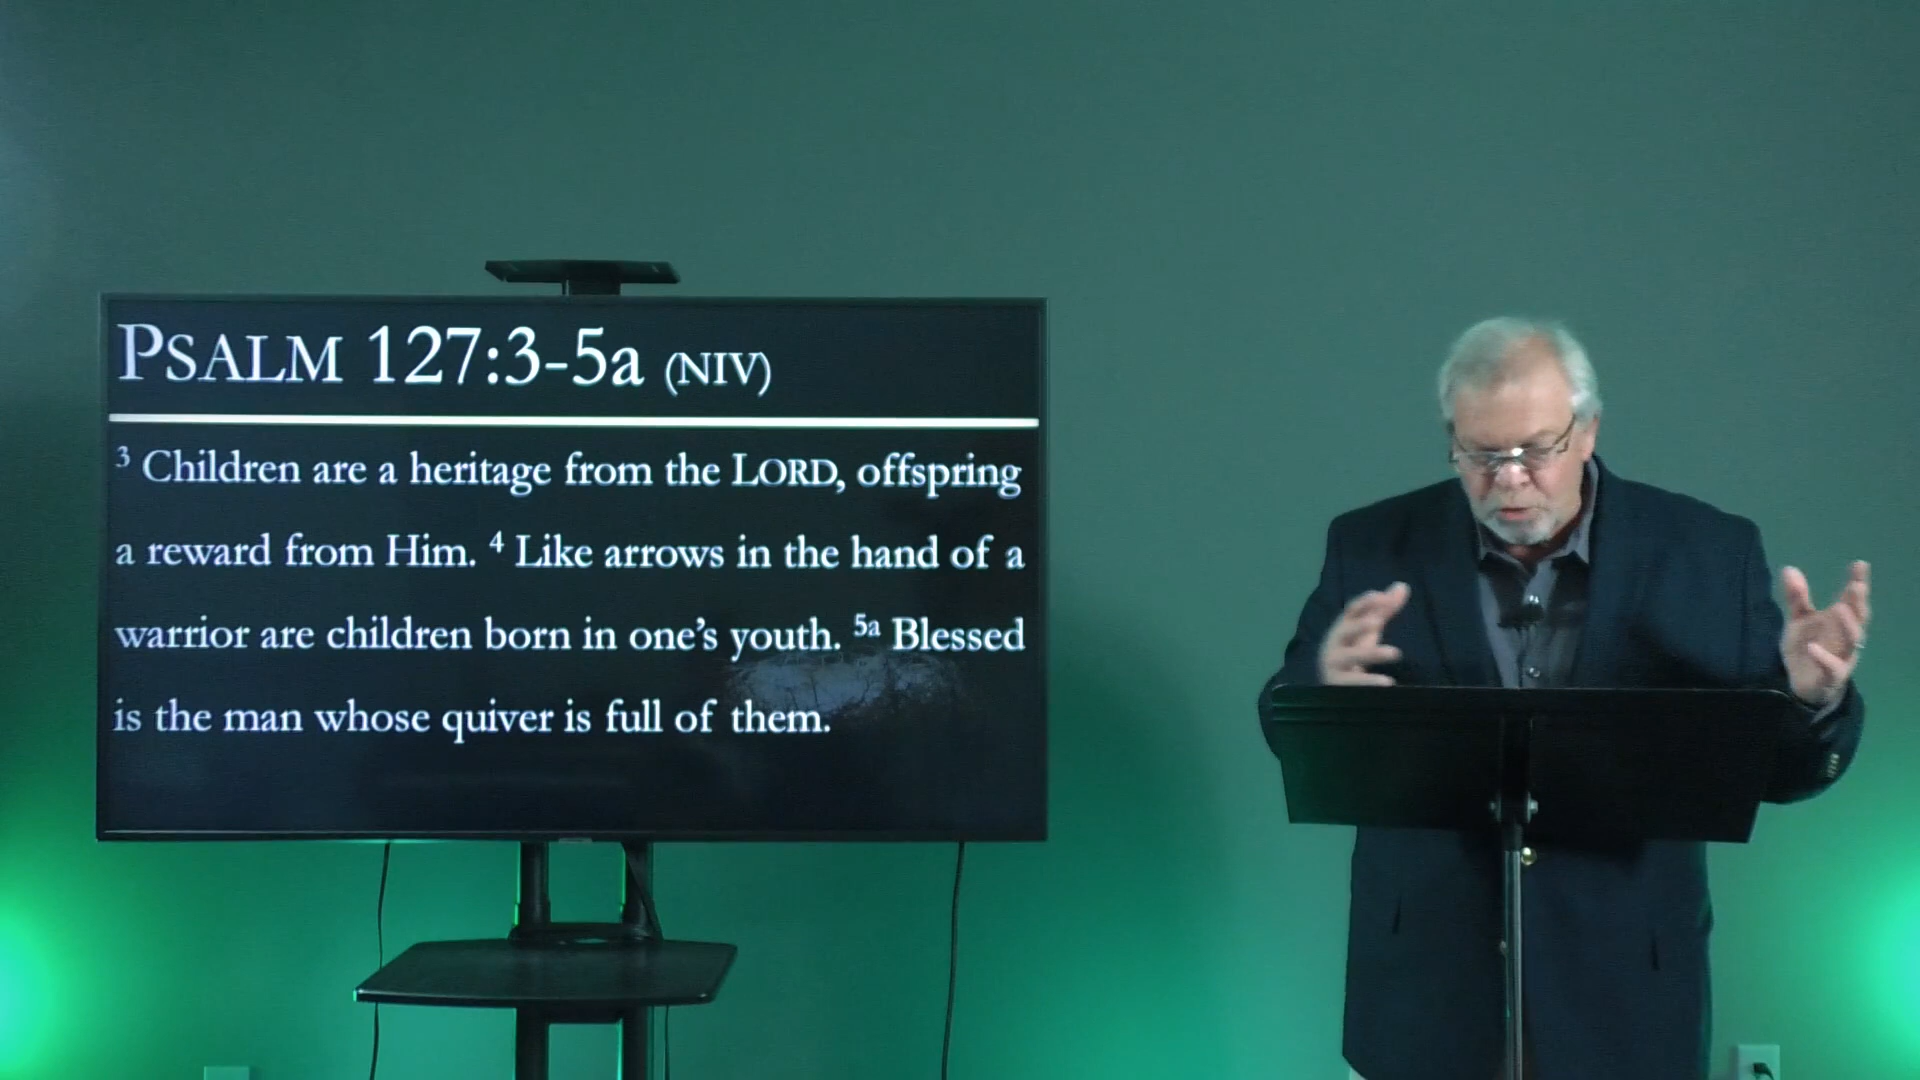 PSALM 127:3-5a (NIV)
3 Children are a heritage from the LORD, offspring
a reward from Him. 4 Like arrows in the hand of a
warrior are children born in one’s youth. 5a Blessed
is the man whose quiver is full of them.